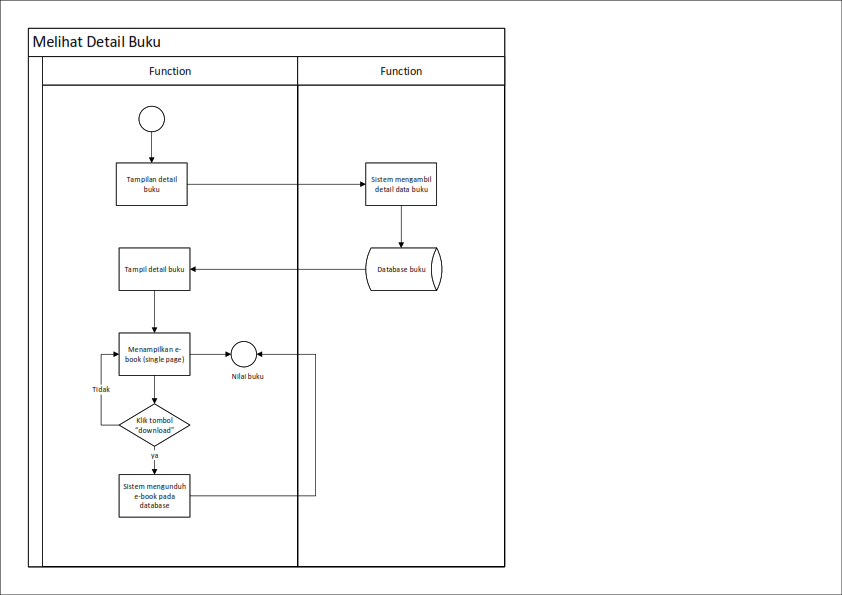 Melihat Detail Buku
Function
Function
Tampilan detail
buku
Sistem mengambil
detail data buku
Tampil detail buku
Database buku
Menampilkan e-
book (single page)
Nilai buku
Tidak
Klik tombol
"download"
ya
Sistem mengunduh
e-book pada
database